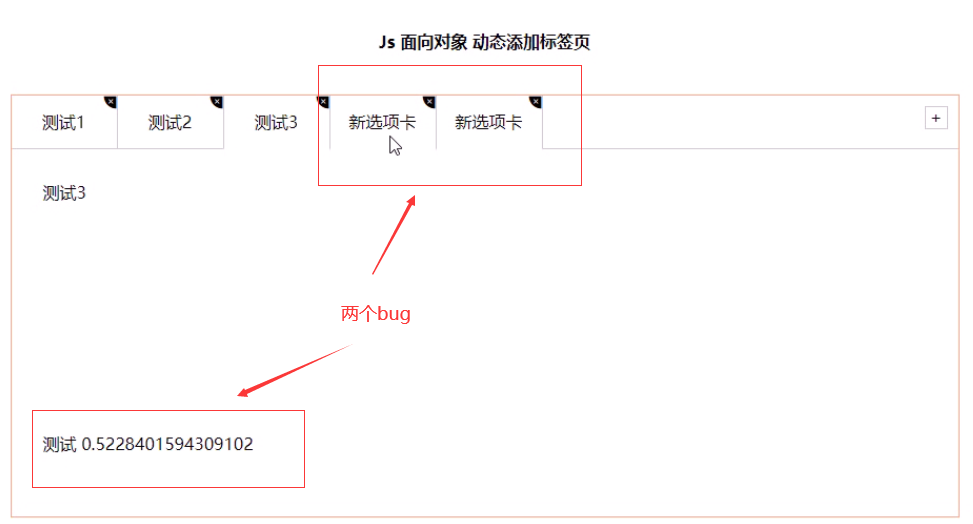 Js 面向对象 动态添加标签页
测试1 测试2 测试3 新选项卡 新选项卡 +
测试3
两个bug
测试 0.5228401594309102